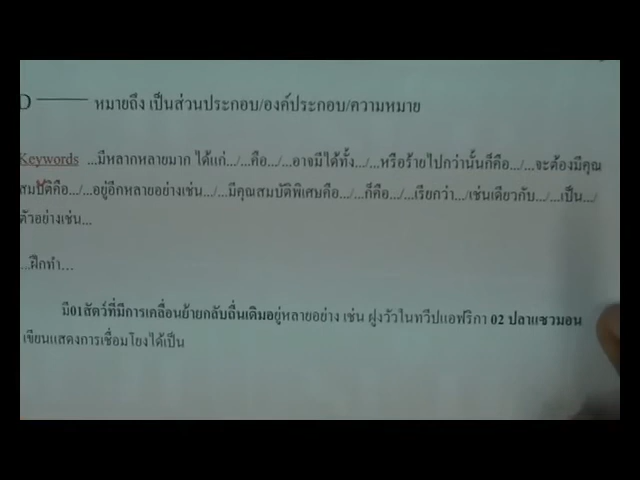 D —— หมายถึง เป็นส่วนประกอบ/องค์ประกอบ/ความหมาย
Keywords ...มีหลากหลายมาก ได้แก่.../...คือ.../...อาจมีได้ทั้ง.../...หรือร้ายไปกว่านั้นก็คือ.../...จะต้องมีคุณ
สมบัติคือ.../...อยู่อีกหลายอย่างเช่น.../...มีคุณสมบัติพิเศษคือ.../...ก็คือ.../...เรียกว่า.../เช่นเดียวกับ.../...เป็น.../
ตัวอย่างเช่น...
...ฝึกทำ...
มี01สัตว์ที่มีการเคลื่อนย้ายกลับถิ่นเดิมอยู่หลายอย่าง เช่น ฝูงวัวในทวีปแอฟริกา 02 ปลาแซวมอน
เขียนแสดงการเชื่อมโยงได้เป็น